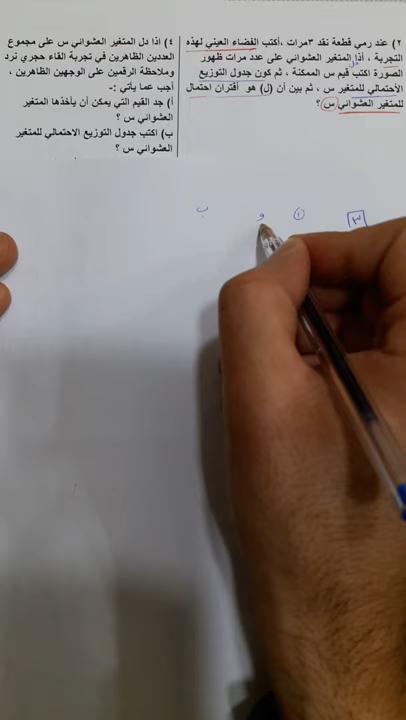 ٢) عند رمي قطعة نقد ٣مرات ،أكتب الفضاء العيني لهذه
التجربة ، أذا المتغير العشوائي على عدد مرات ظهور
دل
الصورة اكتب قيم س الممكنة ، ثم كون جدول التوزيع
الأحتمالي للمتغير س ، ثم بين أن (ل) هو أقتران احتمال
للمتغير العشوائي س ؟
٤) اذا دل المتغير العشوائي س على مجموع
العددين الظاهرين في تجربة القاء حجري نرد
وملاحظة الرقمين على الوجهين الظاهرين ،
أجب عما يأتي :-
أ) جد القيم التي يمكن أن يأخذها المتغير
العشوائي س ؟
ب) اكتب جدول التوزيع الاحتمالي للمتغير
العشوائي س ؟
٣ ① و ب